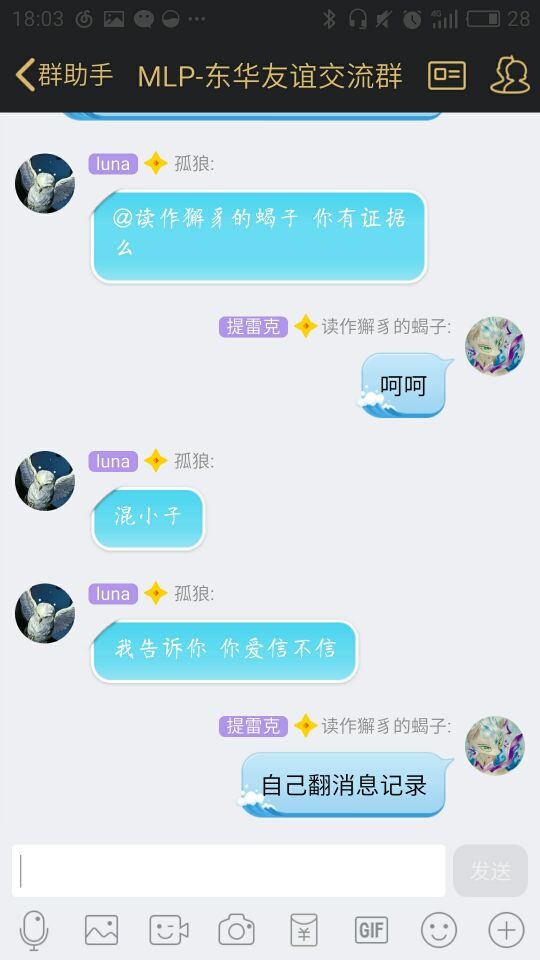 18:03
4G
28
群助手
MLP-东华友谊交流群
luna
孤狼:
@读作獬豸的蝎子 你有证据
么
提雷克
读作獬豸的蝎子:
呵呵
luna
孤狼:
混小子
luna
孤狼:
我告诉你 你爱信不信
提雷克
读作獬豸的蝎子:
自己翻消息记录
发送
GIF